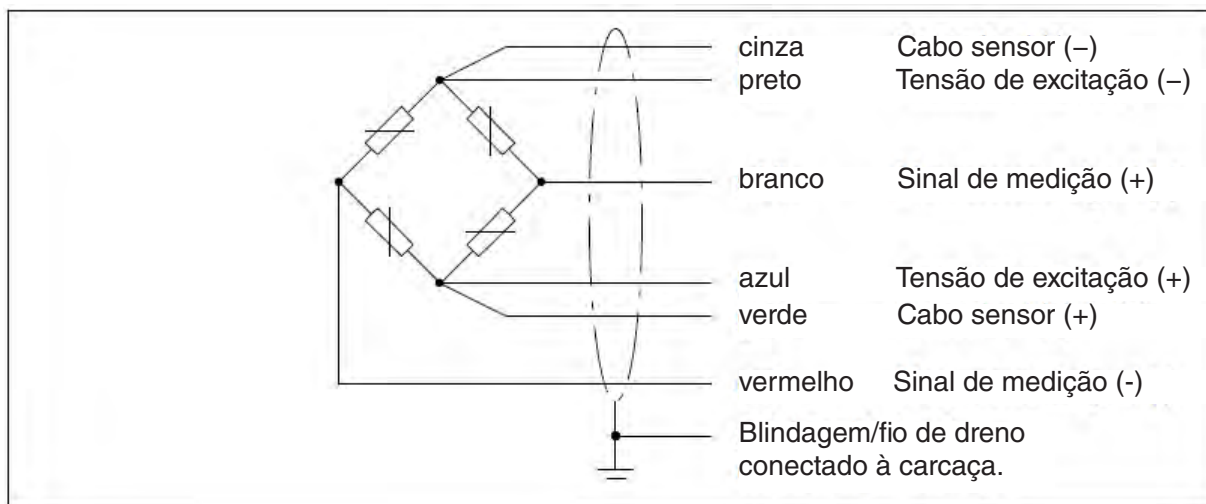 cinza Cabo sensor (–)
preto Tensão de excitação (–)
branco Sinal de medição (+)
azul Tensão de excitação (+)
verde Cabo sensor (+)
vermelho Sinal de medição (-)
Blindagem/fio de dreno
conectado à carcaça.